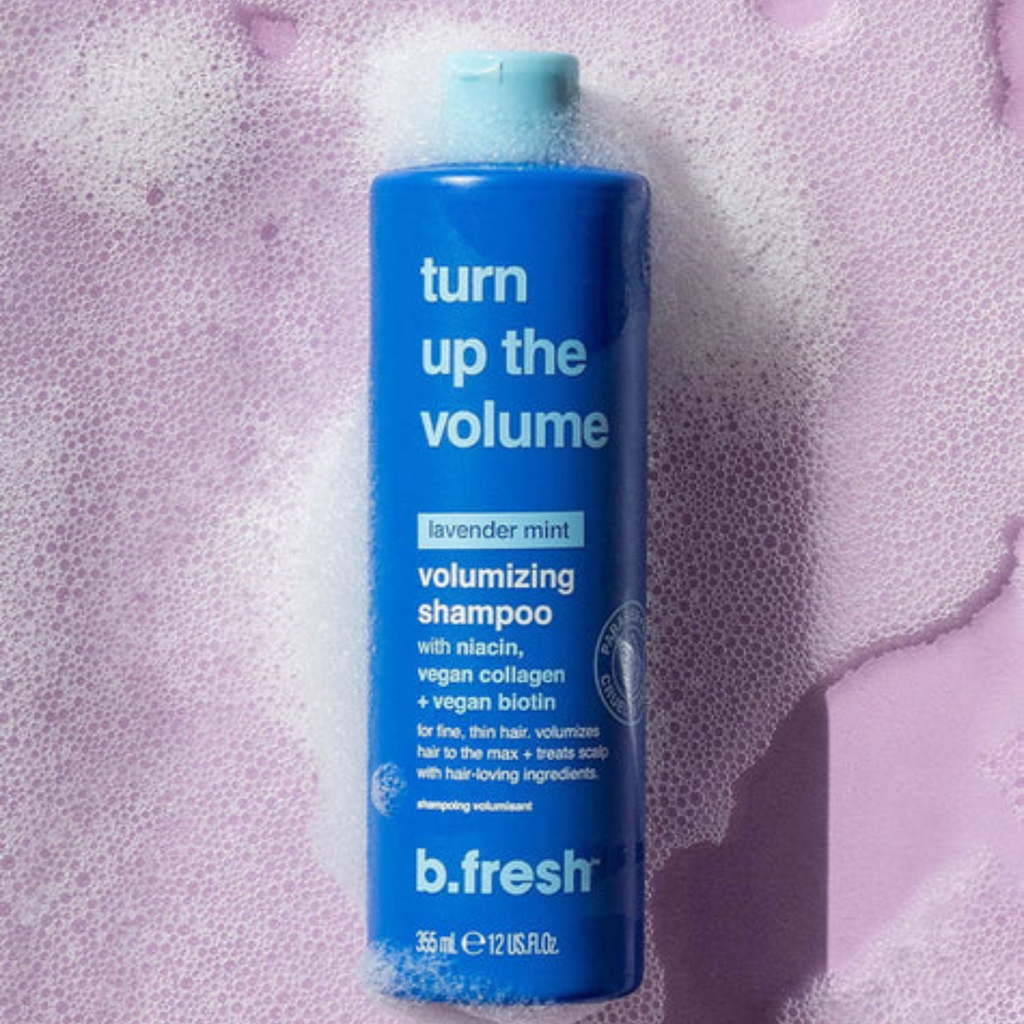 turn
up the
volume
lavender mint
volumizing
shampoo
with niacin,
vegan collagen
+ vegan biotin
for fine, thin hair. volumizes
hair to the max + treats scalp
with hair-loving ingredients.
shampoing volumisant
b.fresh™
355 ml ℮ 12 US.Fl.Oz.